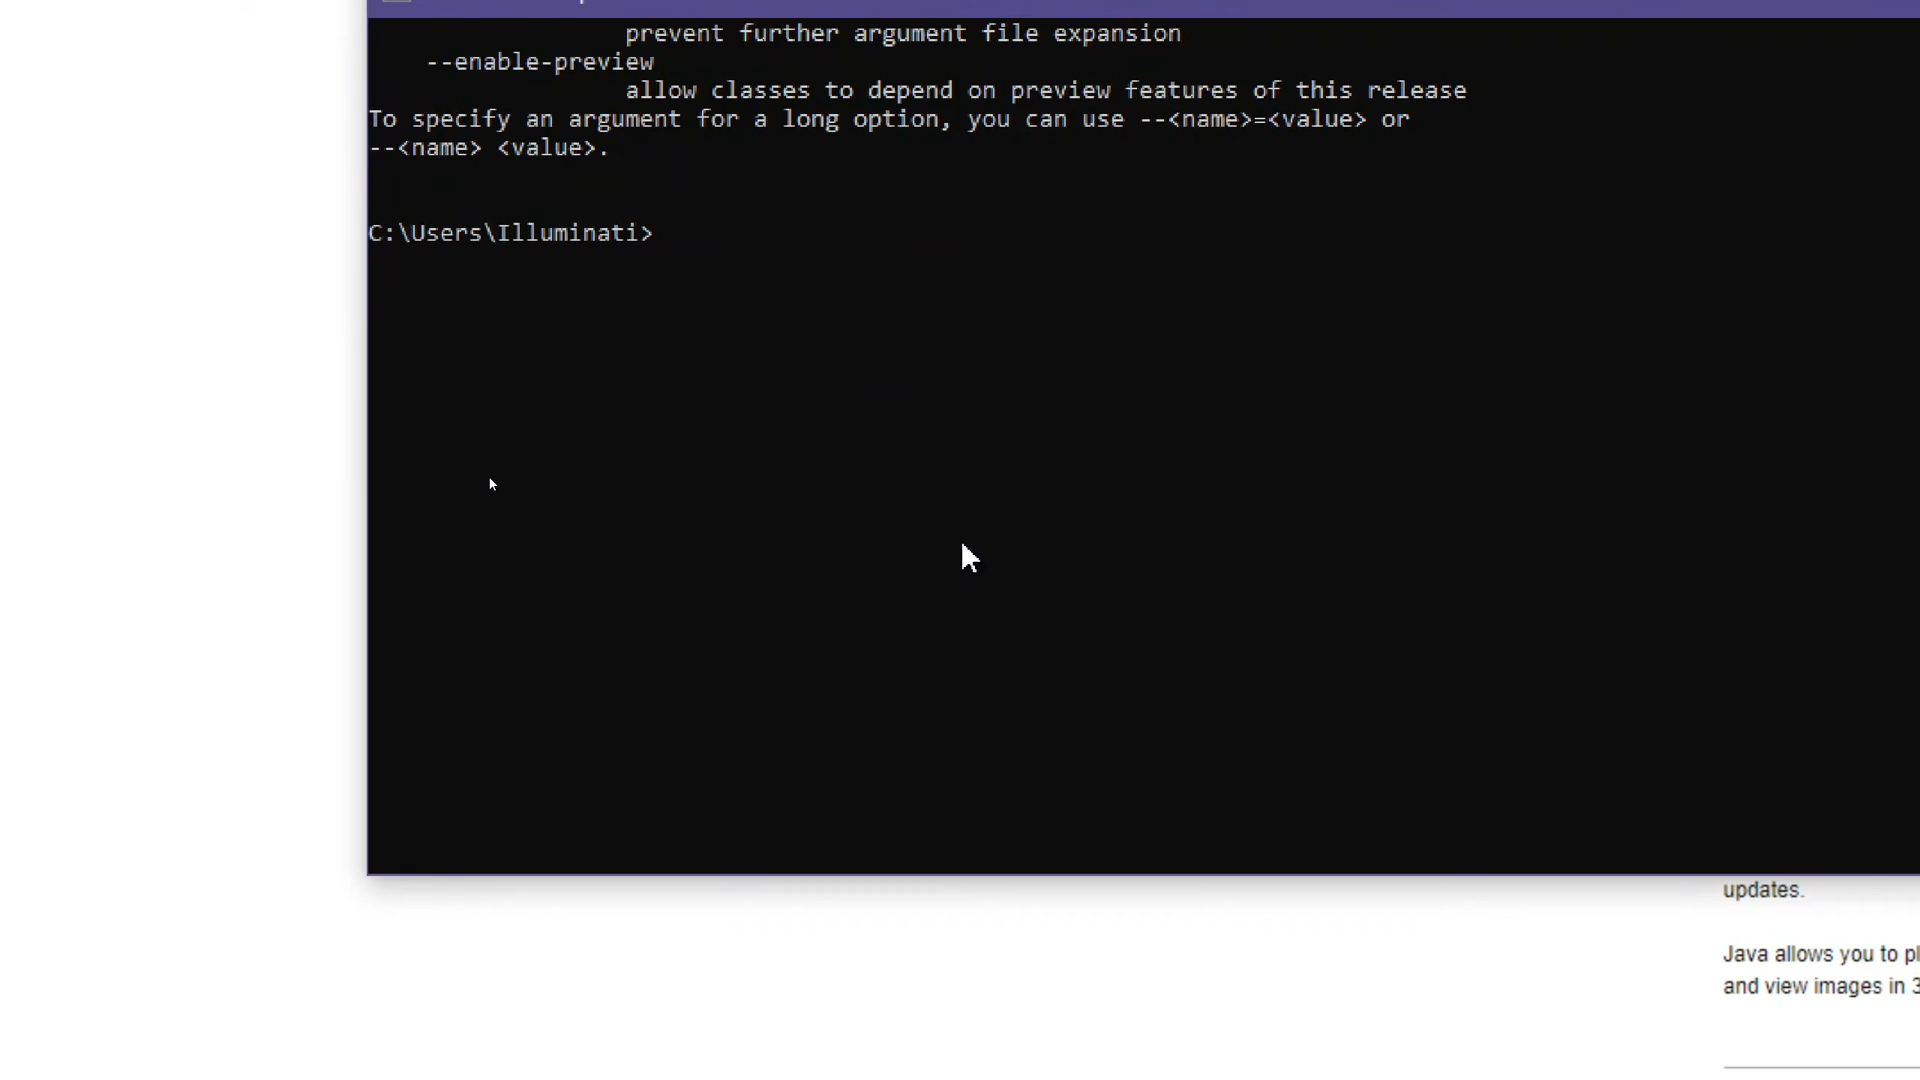 prevent further argument file expansion
--enable-preview
allow classes to depend on preview features of this release
To specify an argument for a long option, you can use --<name>=<value> or
--<name> <value>.
C:\Users\Illuminati>
updates.
Java allows you to
and view images in